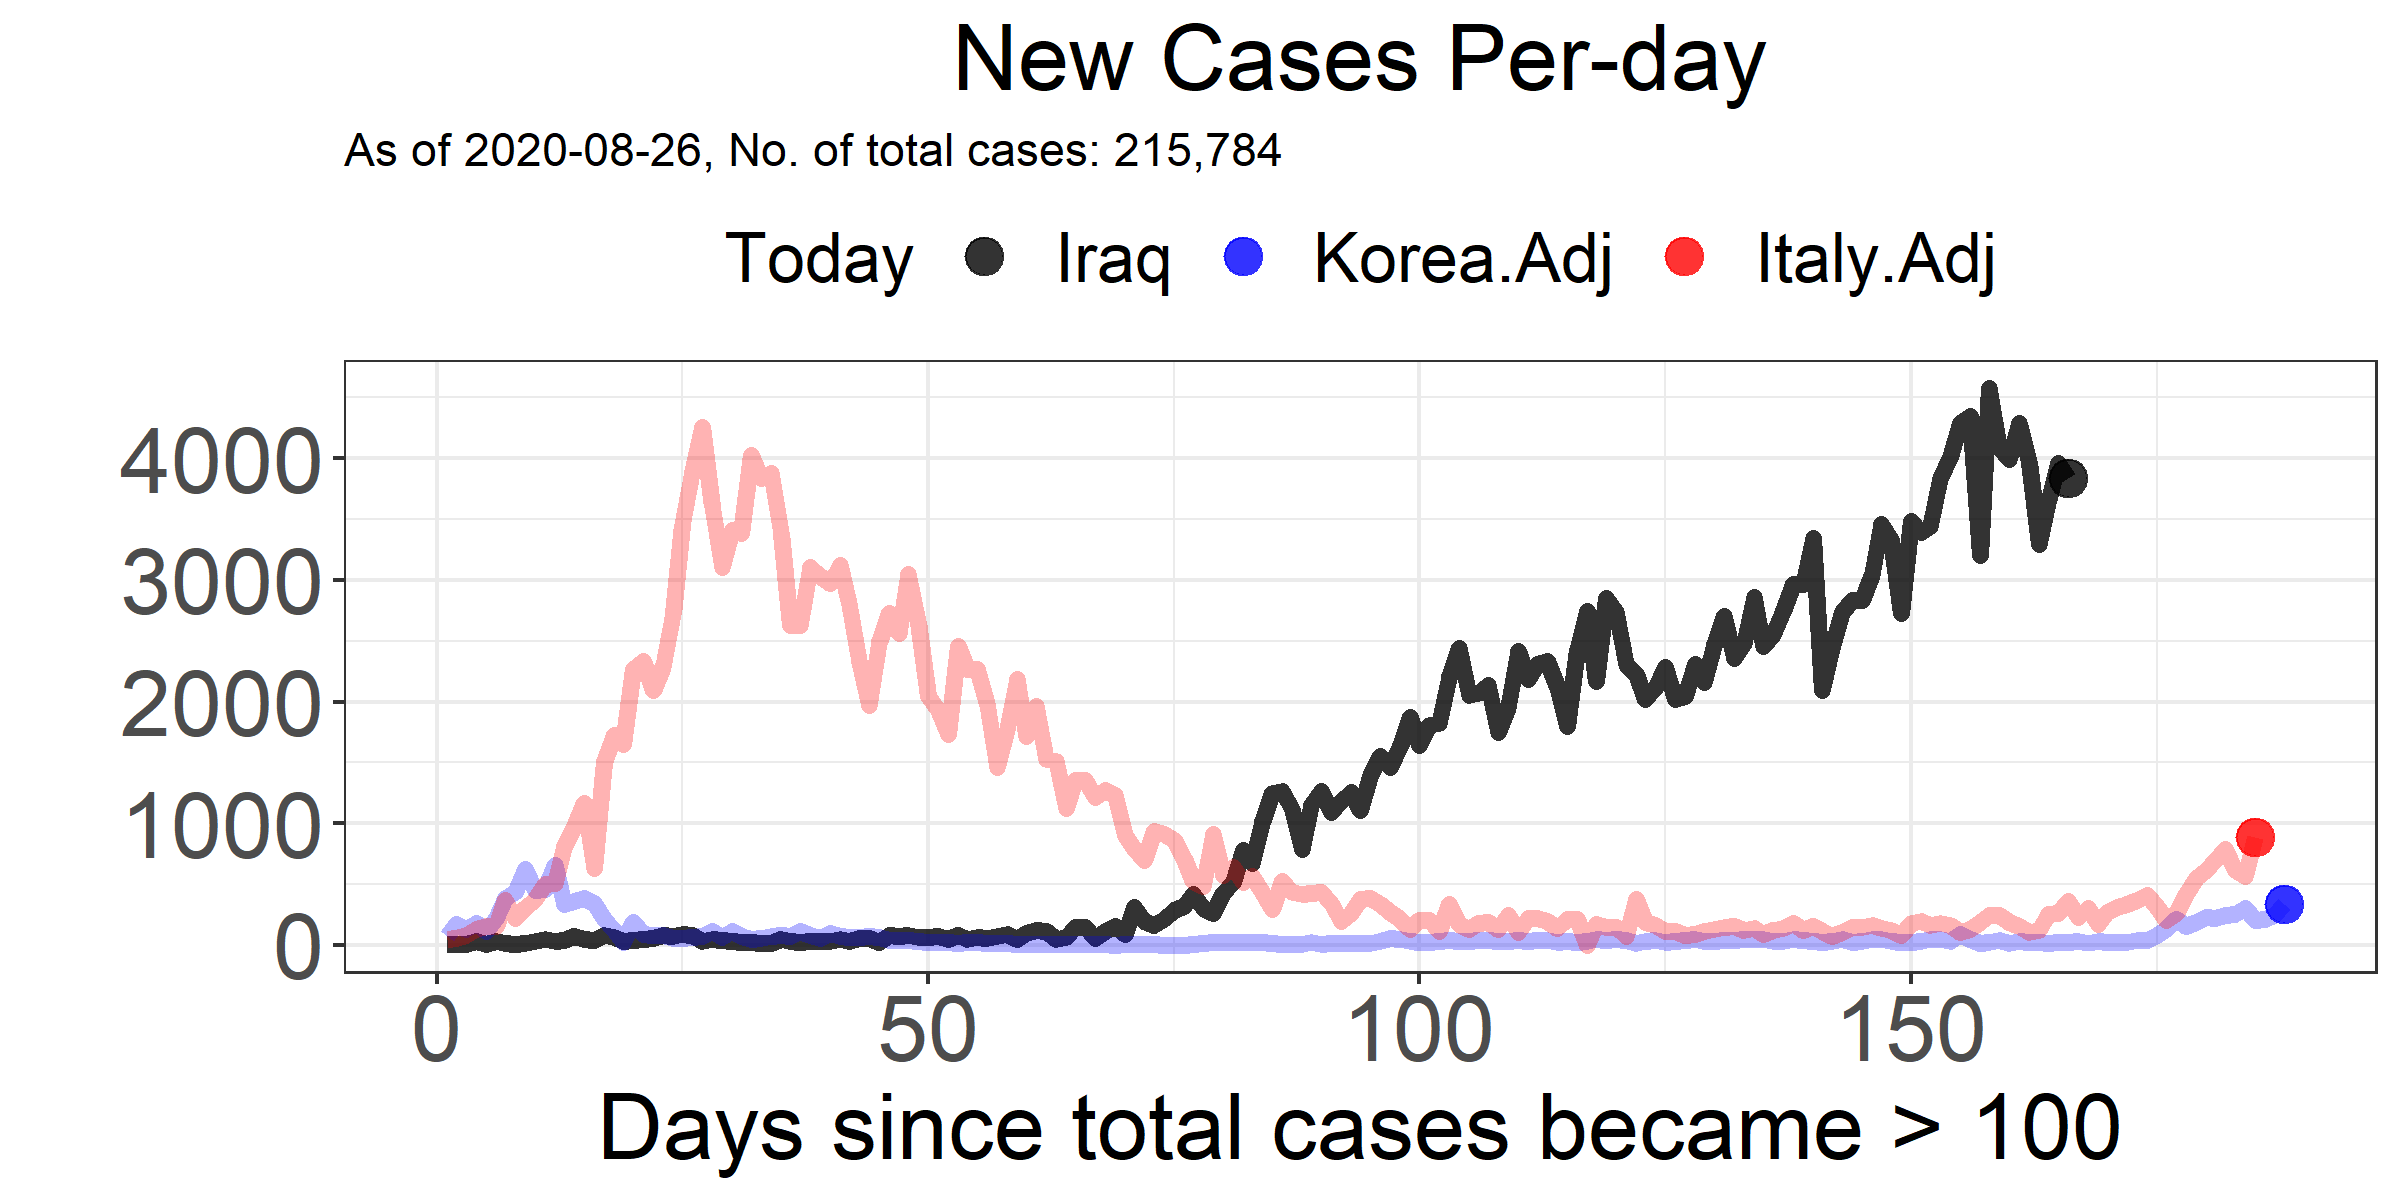 New Cases Per-day
As of 2020-08-26, No. of total cases: 215,784
Today Iraq Korea.Adj Italy.Adj
4000
3000
2000
1000
0
0 50 100 150
Days since total cases became > 100